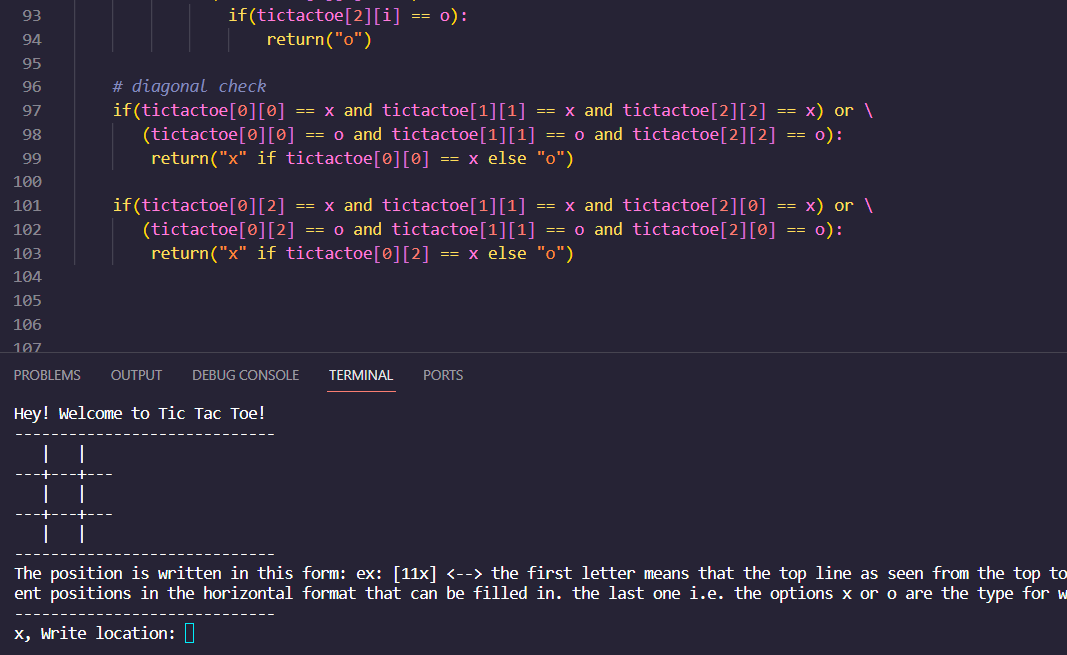 93 if(tictactoe[2][i] == o):
94 return("o")
95
96 # diagonal check
97 if(tictactoe[0][0] == x and tictactoe[1][1] == x and tictactoe[2][2] == x) or \
98 (tictactoe[0][0] == o and tictactoe[1][1] == o and tictactoe[2][2] == o):
99 return("x" if tictactoe[0][0] == x else "o")
100
101 if(tictactoe[0][2] == x and tictactoe[1][1] == x and tictactoe[2][0] == x) or \
102 (tictactoe[0][2] == o and tictactoe[1][1] == o and tictactoe[2][0] == o):
103 return("x" if tictactoe[0][2] == x else "o")
104
105
106
107
PROBLEMS OUTPUT DEBUG CONSOLE TERMINAL PORTS
Hey! Welcome to Tic Tac Toe!
-----------------------------
   |   |
---+---+---
   |   |
---+---+---
   |   |
-----------------------------
The position is written in this form: ex: [11x] <--> the first letter means that the top line as seen from the top to
ent positions in the horizontal format that can be filled in. the last one i.e. the options x or o are the type for w
-----------------------------
x, Write location: